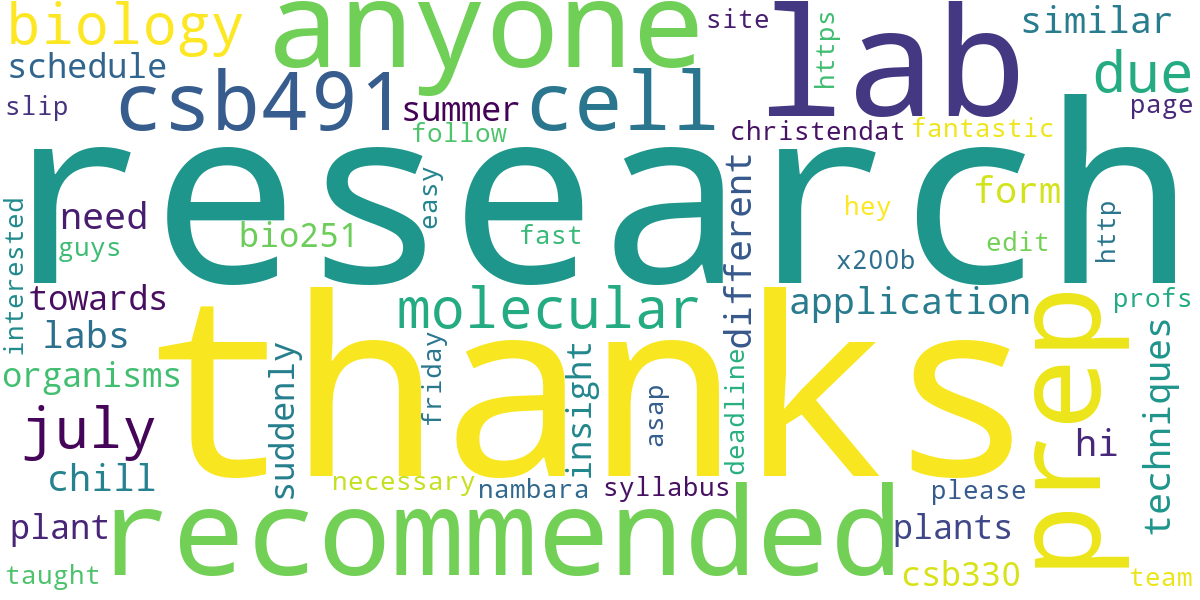 biology
anyone
site
https
lab
similar
schedule
csb491
summer
cell
due
slip
follow
christendat
fantastic
page
research
need
guys
bio251
easy
fast
different
hey
form
x200b
edit
http
interested
towards
molecular
application
profs
labs
thanks
organisms
suddenly
friday
insight
asap
deadline
prep
techniques
july
hi
chill
necessary
nambara
syllabus
please
plant
recommended
plants
taught
csb330
team